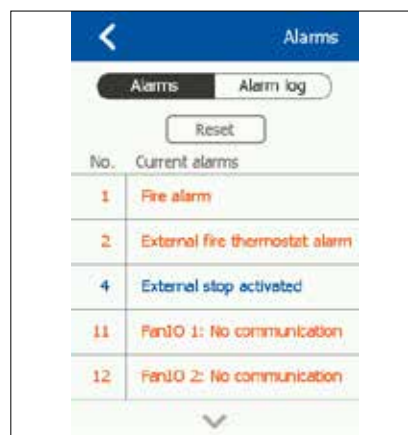 Alarms
Alarms Alarm log
Reset
No. Current alarms
1 Fire alarm
2 External fire thermostat alarm
4 External stop activated
11 FanIO 1: No communication
12 FanIO 2: No communication